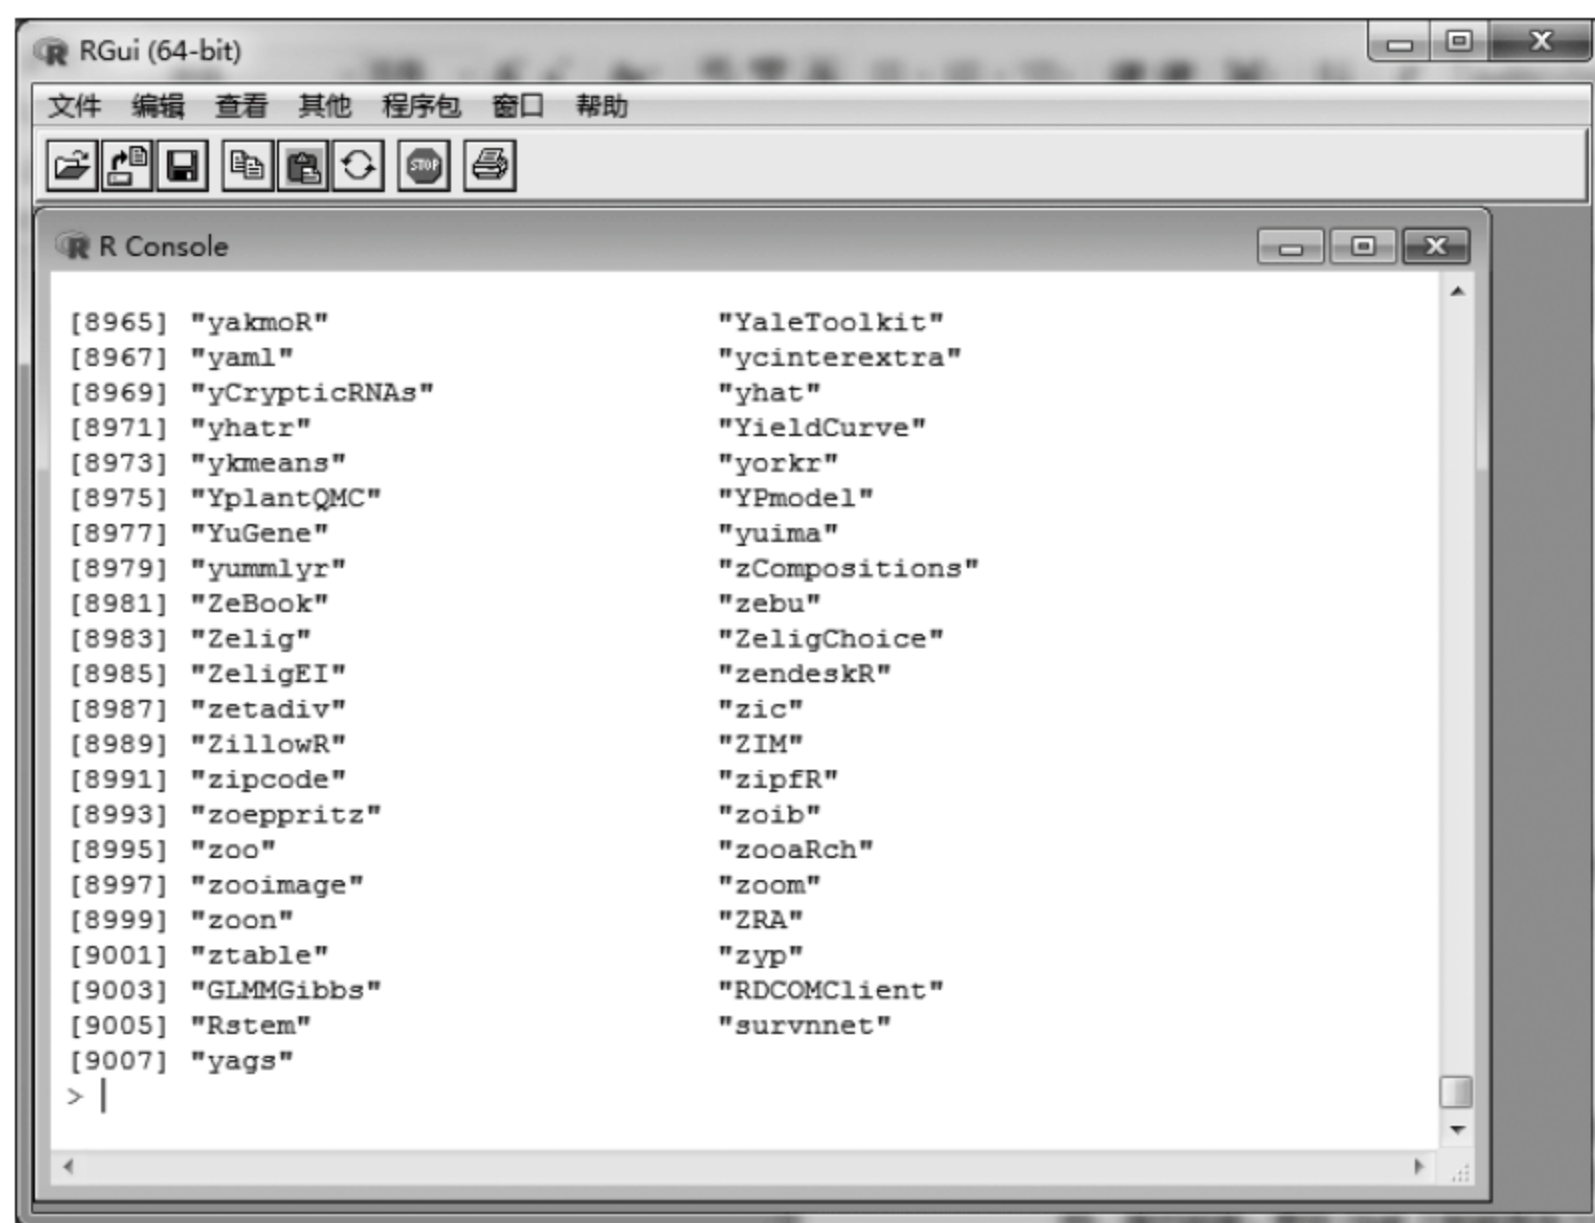 RGui (64-bit)
文件 编辑 查看 其他 程序包 窗口 帮助
STOP
R Console
[8965] "yakmoR" "YaleToolkit"
[8967] "yaml" "ycinterextra"
[8969] "yCrypticRNAs" "yhat"
[8971] "yhatr" "YieldCurve"
[8973] "ykmeans" "yorkr"
[8975] "YplantQMC" "YPmodel"
[8977] "YuGene" "yuima"
[8979] "yummlyr" "zCompositions"
[8981] "ZeBook" "zebu"
[8983] "Zelig" "ZeligChoice"
[8985] "ZeligEI" "zendeskR"
[8987] "zetadiv" "zic"
[8989] "ZillowR" "ZIM"
[8991] "zipcode" "zipfR"
[8993] "zoeppritz" "zoib"
[8995] "zoo" "zooaRch"
[8997] "zooimage" "zoom"
[8999] "zoon" "ZRA"
[9001] "ztable" "zyp"
[9003] "GLMMGibbs" "RDCOMClient"
[9005] "Rstem" "survnnet"
[9007] "yags"
>